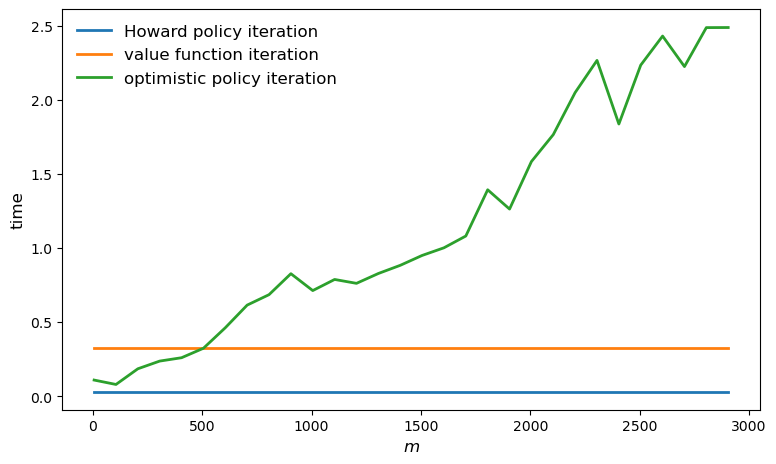 Howard policy iteration
value function iteration
optimistic policy iteration
time
2.5
2.0
1.5
1.0
0.5
0.0
0 500 1000 1500 2000 2500 3000
m